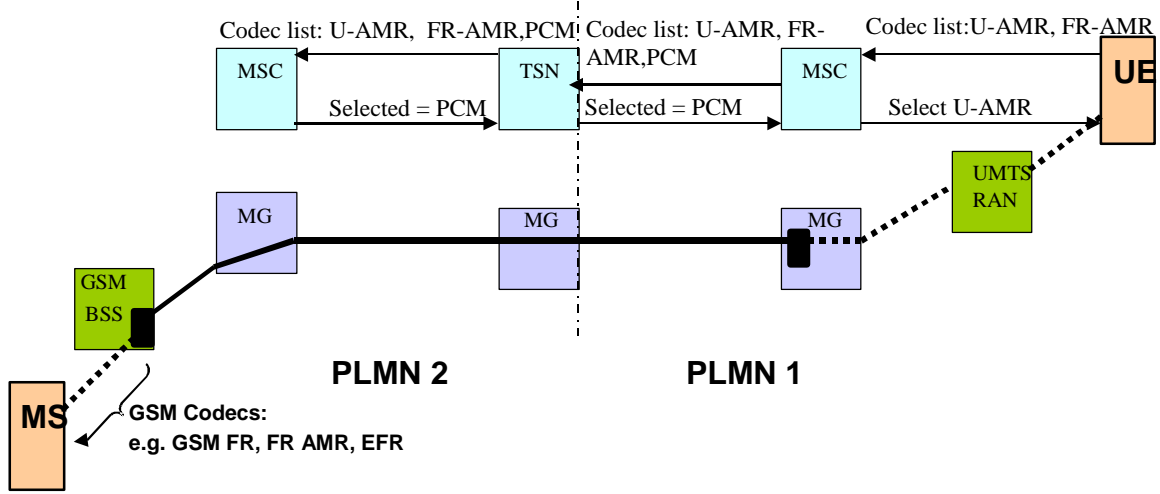 Codec list: U-AMR, FR-AMR,PCM
Codec list: U-AMR, FR-
AMR,PCM
Codec list:U-AMR, FR-AMR
MSC
TSN
MSC
UE
Selected = PCM
Selected = PCM
Select U-AMR
UMTS
RAN
MG
MG
MG
GSM
BSS
PLMN 2
PLMN 1
MS
GSM Codecs:
e.g. GSM FR, FR AMR, EFR